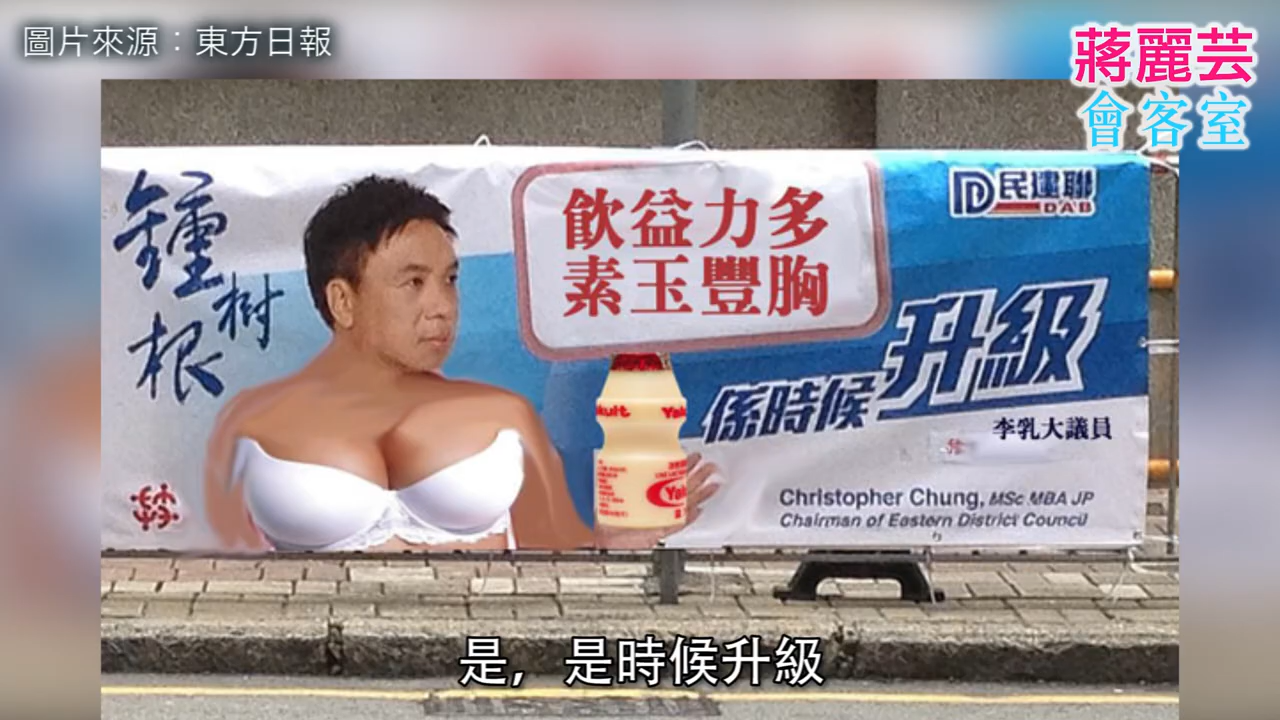 圖片來源：東方日報
蔣麗芸
會客室
鍾樹根
飲益力多
素玉豐胸
民建聯
DAB
係時候升級
李乳大議員
Yakult
Christopher Chung, MSc MBA JP
Chairman of Eastern District Council
是，是時候升級